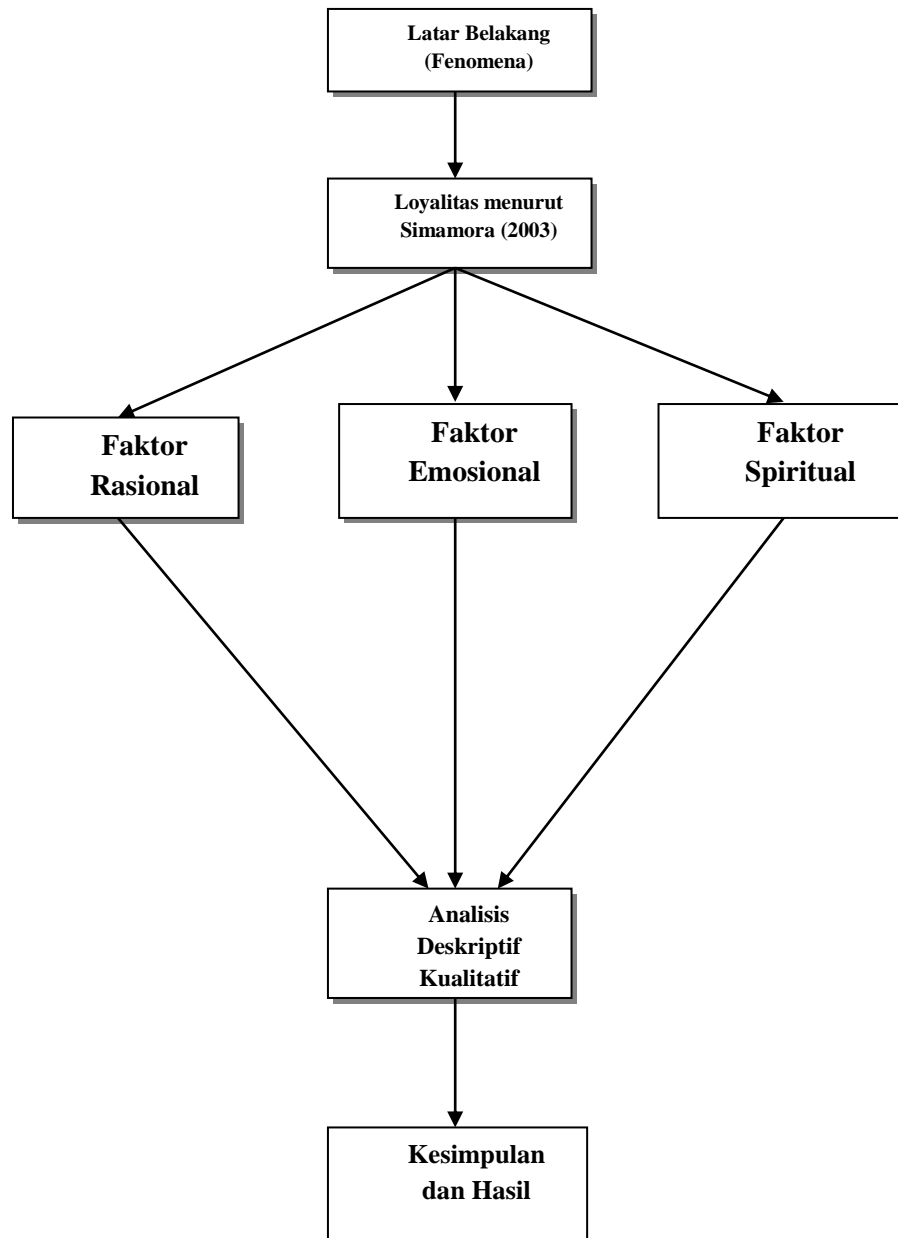 Latar Belakang
(Fenomena)
Loyalitas menurut
Simamora (2003)
Faktor
Rasional
Faktor
Emosional
Faktor
Spiritual
Analisis
Deskriptif
Kualitatif
Kesimpulan
dan Hasil